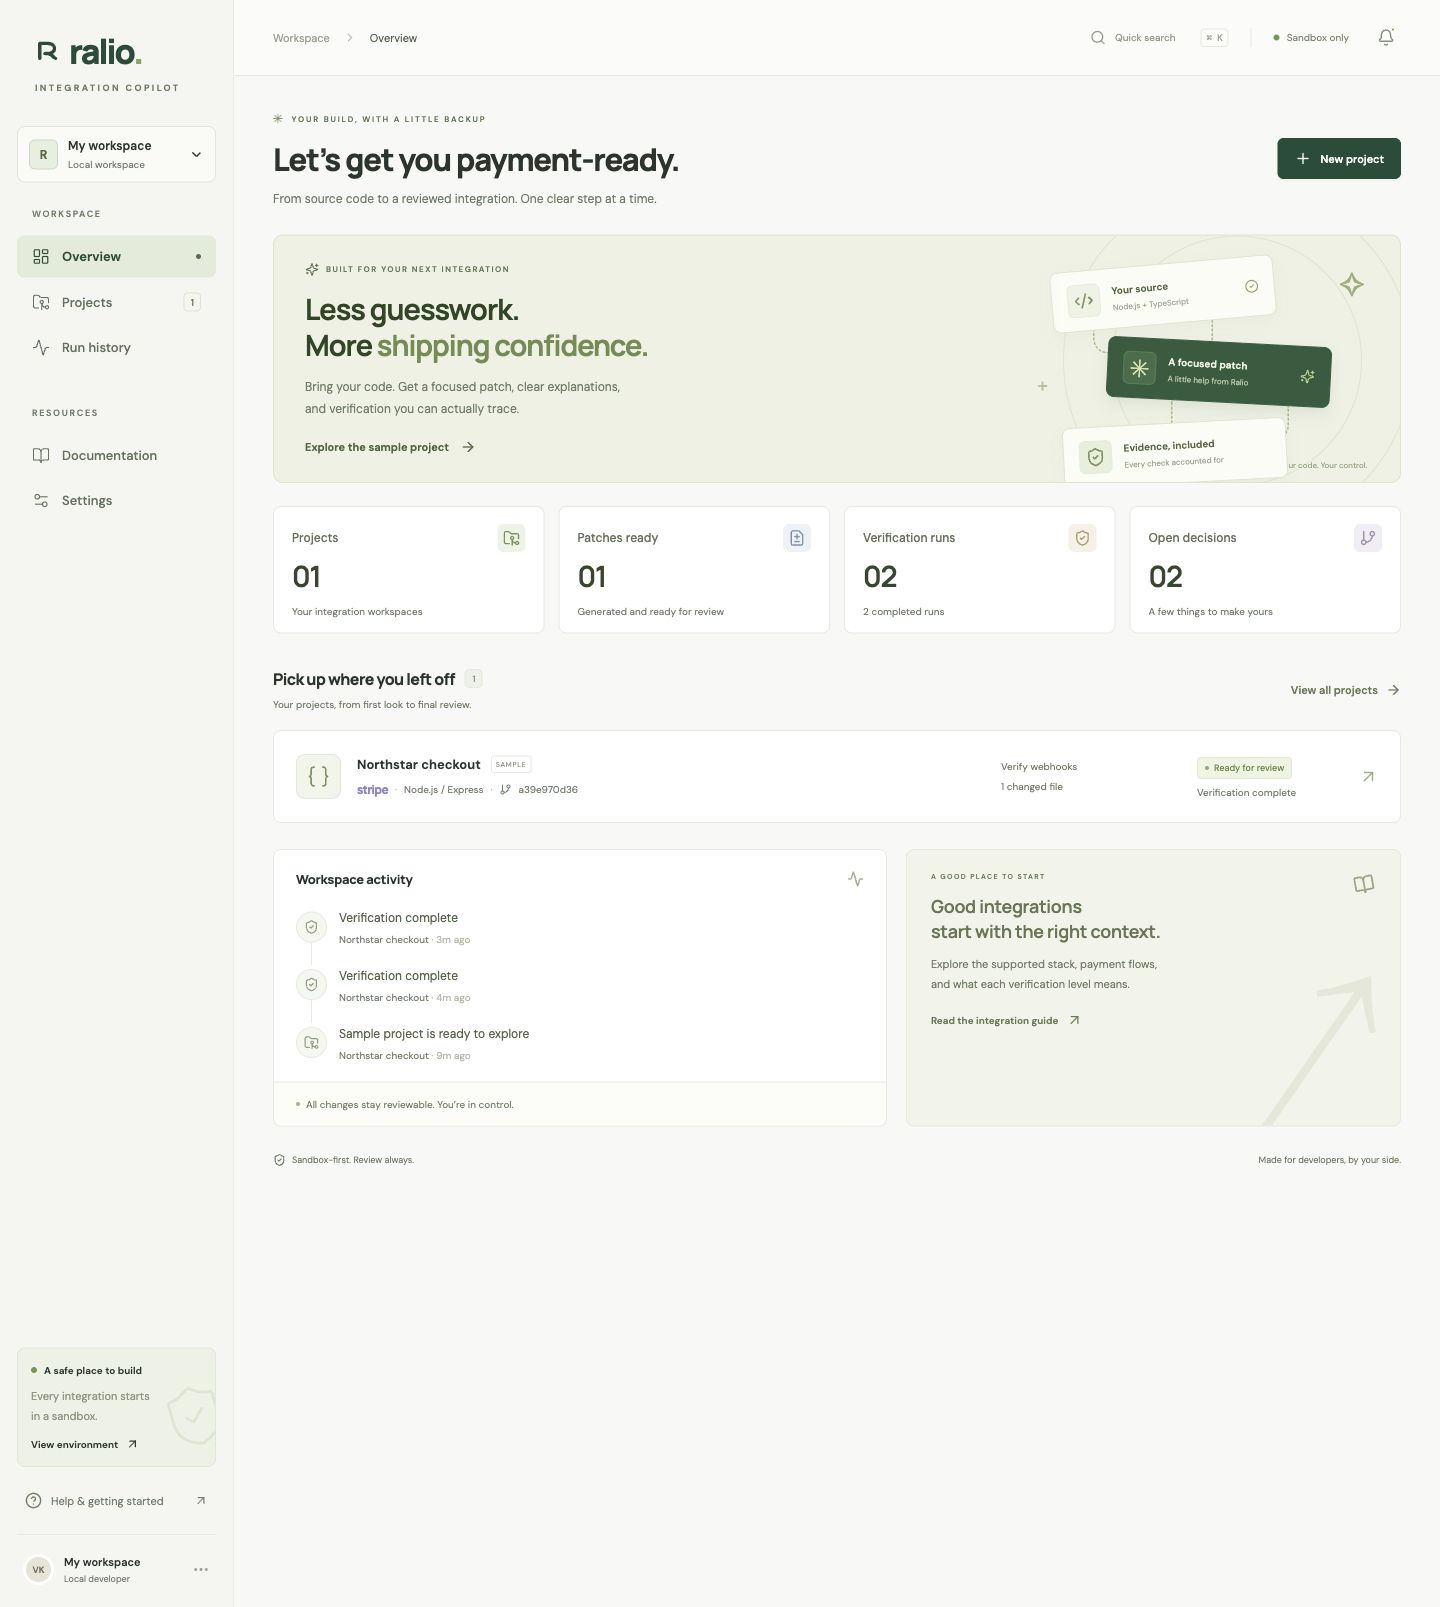 ralio.
INTEGRATION COPILOT
R
My workspace
Local workspace
WORKSPACE
Overview
Projects 1
Run history
RESOURCES
Documentation
Settings
A safe place to build
Every integration starts
in a sandbox.
View environment
Help & getting started
VK
My workspace
Local developer
Workspace Overview
Quick search ⌘ K
Sandbox only
YOUR BUILD, WITH A LITTLE BACKUP
Let's get you payment-ready.
From source code to a reviewed integration. One clear step at a time.
New project
BUILT FOR YOUR NEXT INTEGRATION
Less guesswork.
More shipping confidence.
Bring your code. Get a focused patch, clear explanations,
and verification you can actually trace.
Explore the sample project
Your source
Node.js + TypeScript
A focused patch
A little help from Ralio
Evidence, included
Every check accounted for
ur code. Your control.
Projects
01
Your integration workspaces
Patches ready
01
Generated and ready for review
Verification runs
02
2 completed runs
Open decisions
02
A few things to make yours
Pick up where you left off 1
Your projects, from first look to final review.
View all projects
Northstar checkout SAMPLE
stripe · Node.js / Express · a39e970d36
Verify webhooks
1 changed file
Ready for review
Verification complete
Workspace activity
Verification complete
Northstar checkout · 3m ago
Verification complete
Northstar checkout · 4m ago
Sample project is ready to explore
Northstar checkout · 9m ago
All changes stay reviewable. You're in control.
A GOOD PLACE TO START
Good integrations
start with the right context.
Explore the supported stack, payment flows,
and what each verification level means.
Read the integration guide
Sandbox-first. Review always.
Made for developers, by your side.